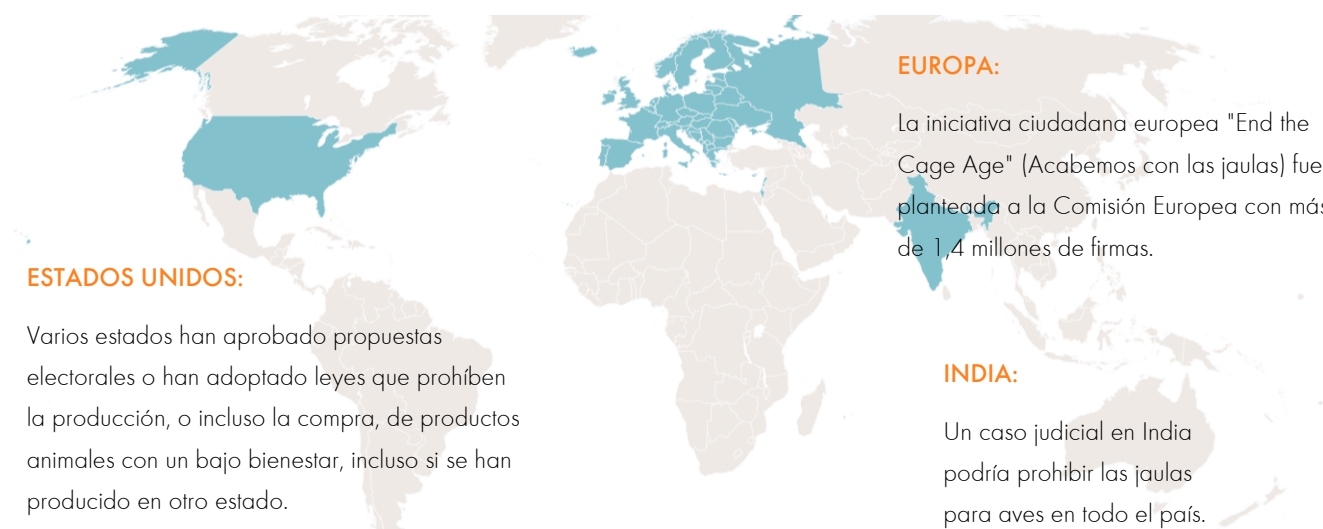 EUROPA:
La iniciativa ciudadana europea "End the
Cage Age" (Acabemos con las jaulas) fue
planteada a la Comisión Europea con más
de 1,4 millones de firmas.
ESTADOS UNIDOS:
Varios estados han aprobado propuestas
electorales o han adoptado leyes que prohíben
la producción, o incluso la compra, de productos
animales con un bajo bienestar, incluso si se han
producido en otro estado.
INDIA:
Un caso judicial en India
podría prohibir las jaulas
para aves en todo el país.